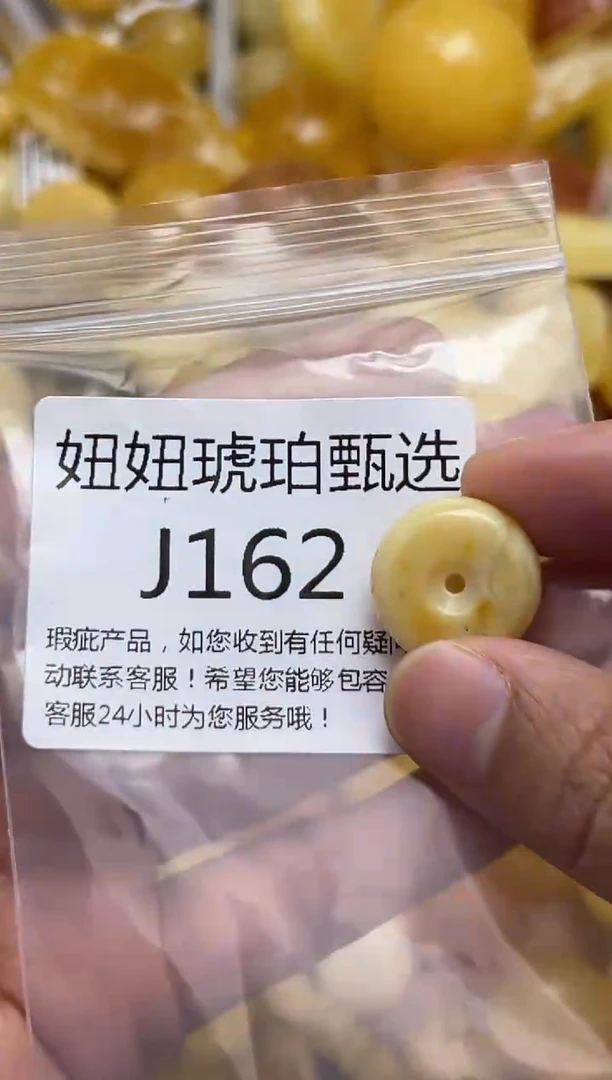 妞妞琥珀甄选
J162
瑕疵产品，如您收到有任何疑
动联系客服！希望您能够包容
客服24小时为您服务哦！